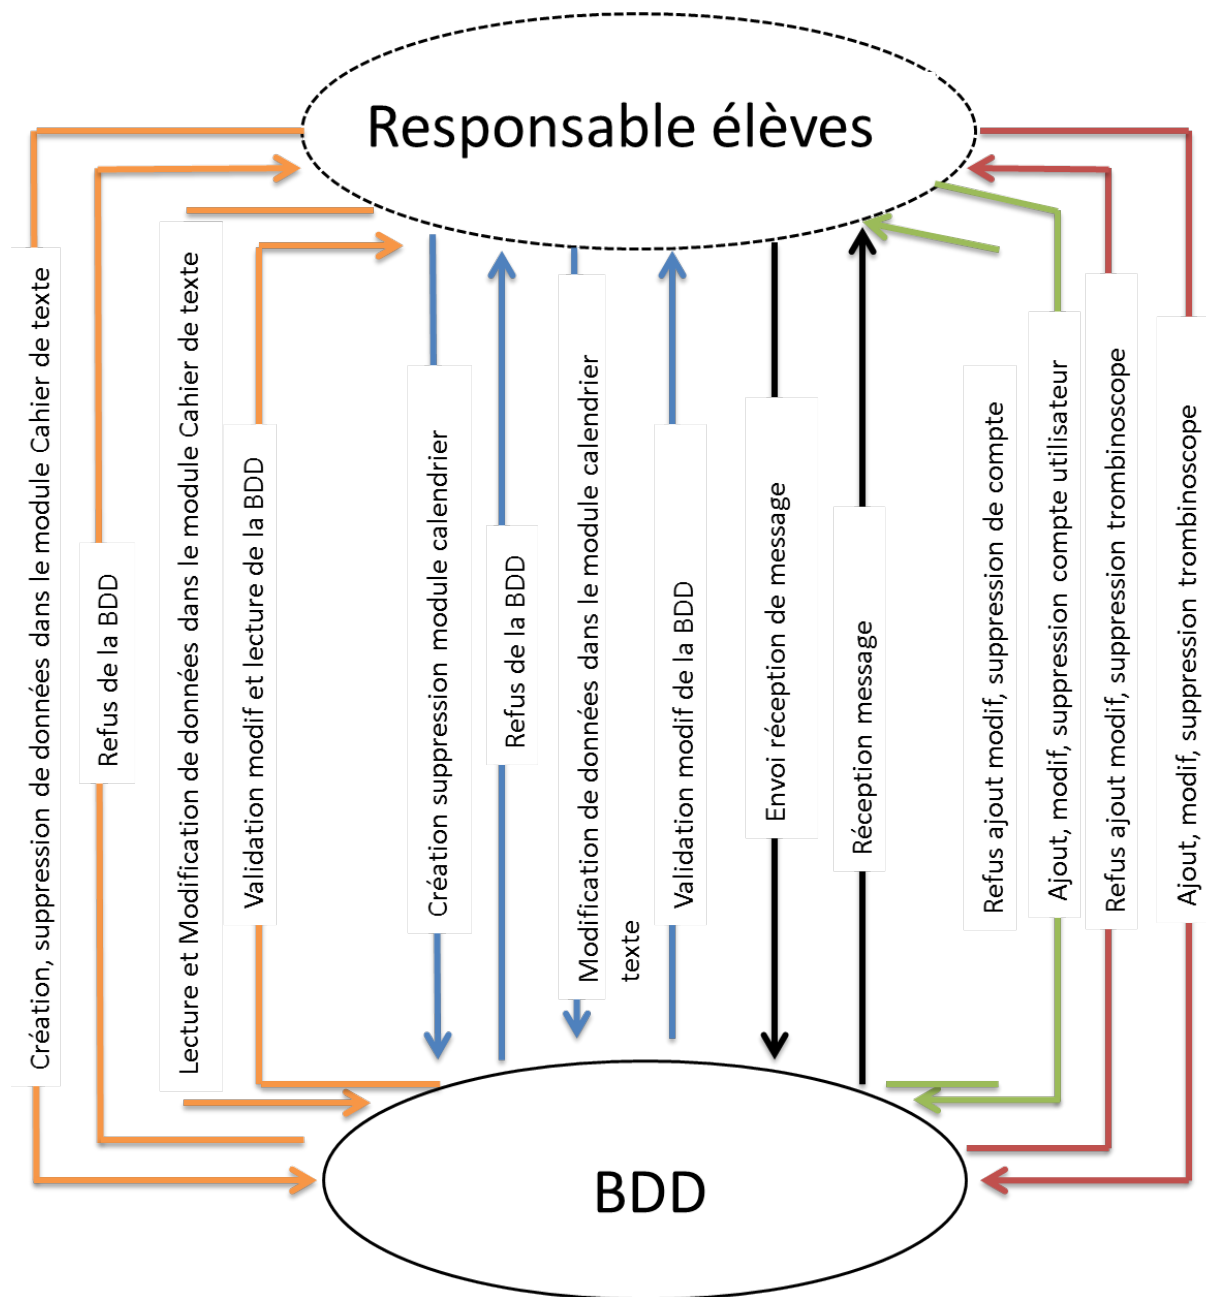 Responsable élèves
Création, suppression de données dans le module Cahier de texte
Refus de la BDD
Lecture et Modification de données dans le module Cahier de texte
Validation modif et lecture de la BDD
Création suppression module calendrier
Refus de la BDD
Modification de données dans le module calendrier
texte
Validation modif de la BDD
Envoi réception de message
Réception message
Refus ajout modif, suppression de compte
Ajout, modif, suppression compte utilisateur
Refus ajout modif, suppression trombinoscope
Ajout, modif, suppression trombinoscope
BDD